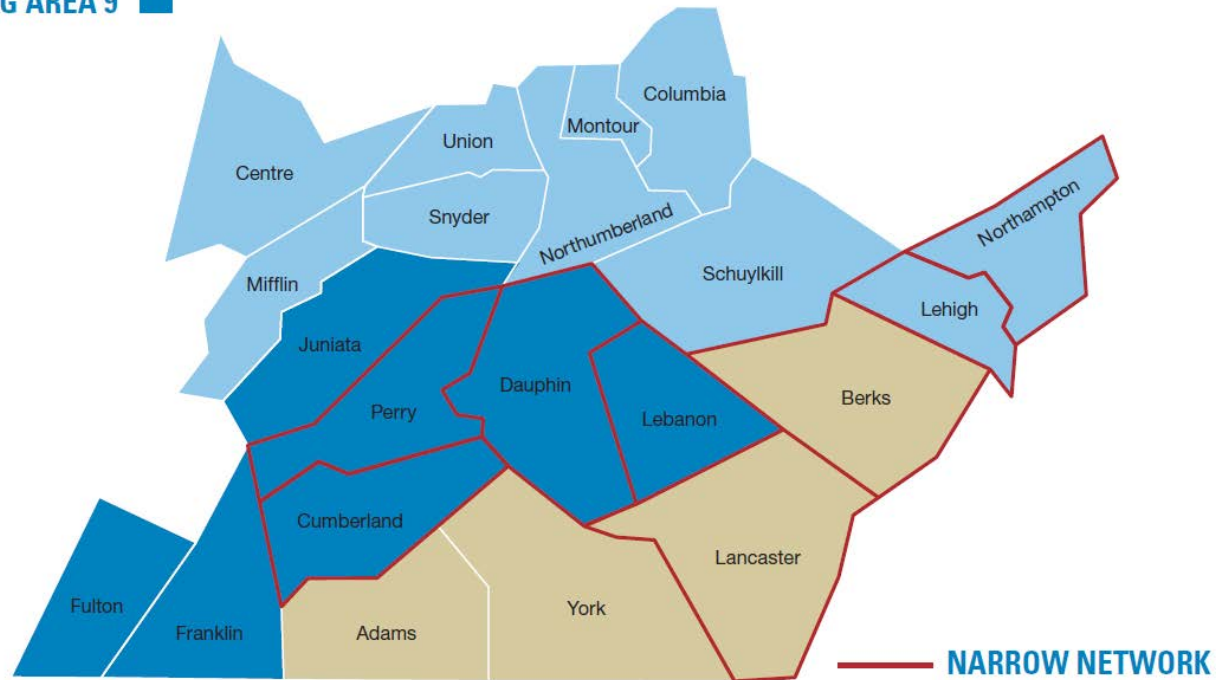 G AREA 9
Columbia
Montour
Union
Centre
Snyder
Northumberland
Northampton
Mifflin
Schuylkill
Lehigh
Juniata
Dauphin
Berks
Perry
Lebanon
Cumberland
Lancaster
Fulton
York
Franklin
Adams
NARROW NETWORK